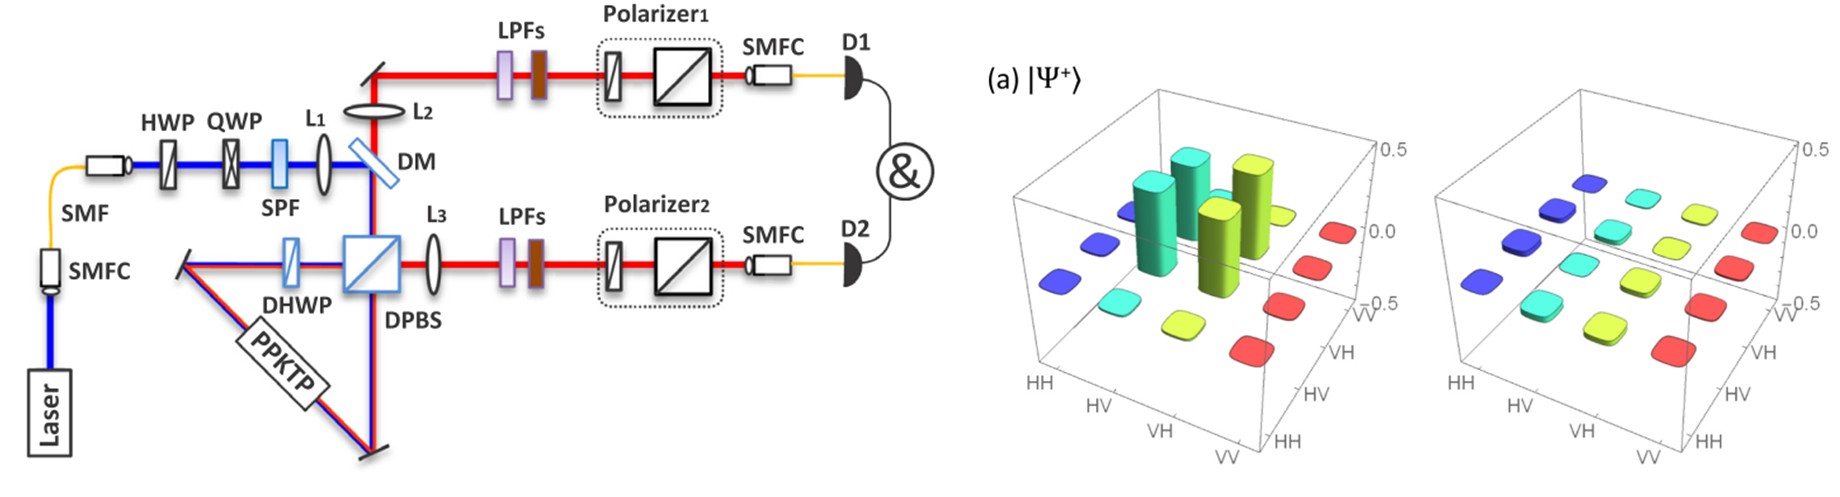 Polarizer1
LPFs
SMFC
D1
HWP
QWP
L1
L2
DM
&
SMF
SPF
L3
LPFs
Polarizer2
SMFC
D2
SMFC
DHWP
DPBS
PPKTP
Laser
(a) |Ψ⁺⟩
0.5
0.0
−0.5
HH
HV
VH
VV
HH
HV
VH
VV
0.5
0.0
−0.5
HH
HV
VH
VV
HH
HV
VH
VV